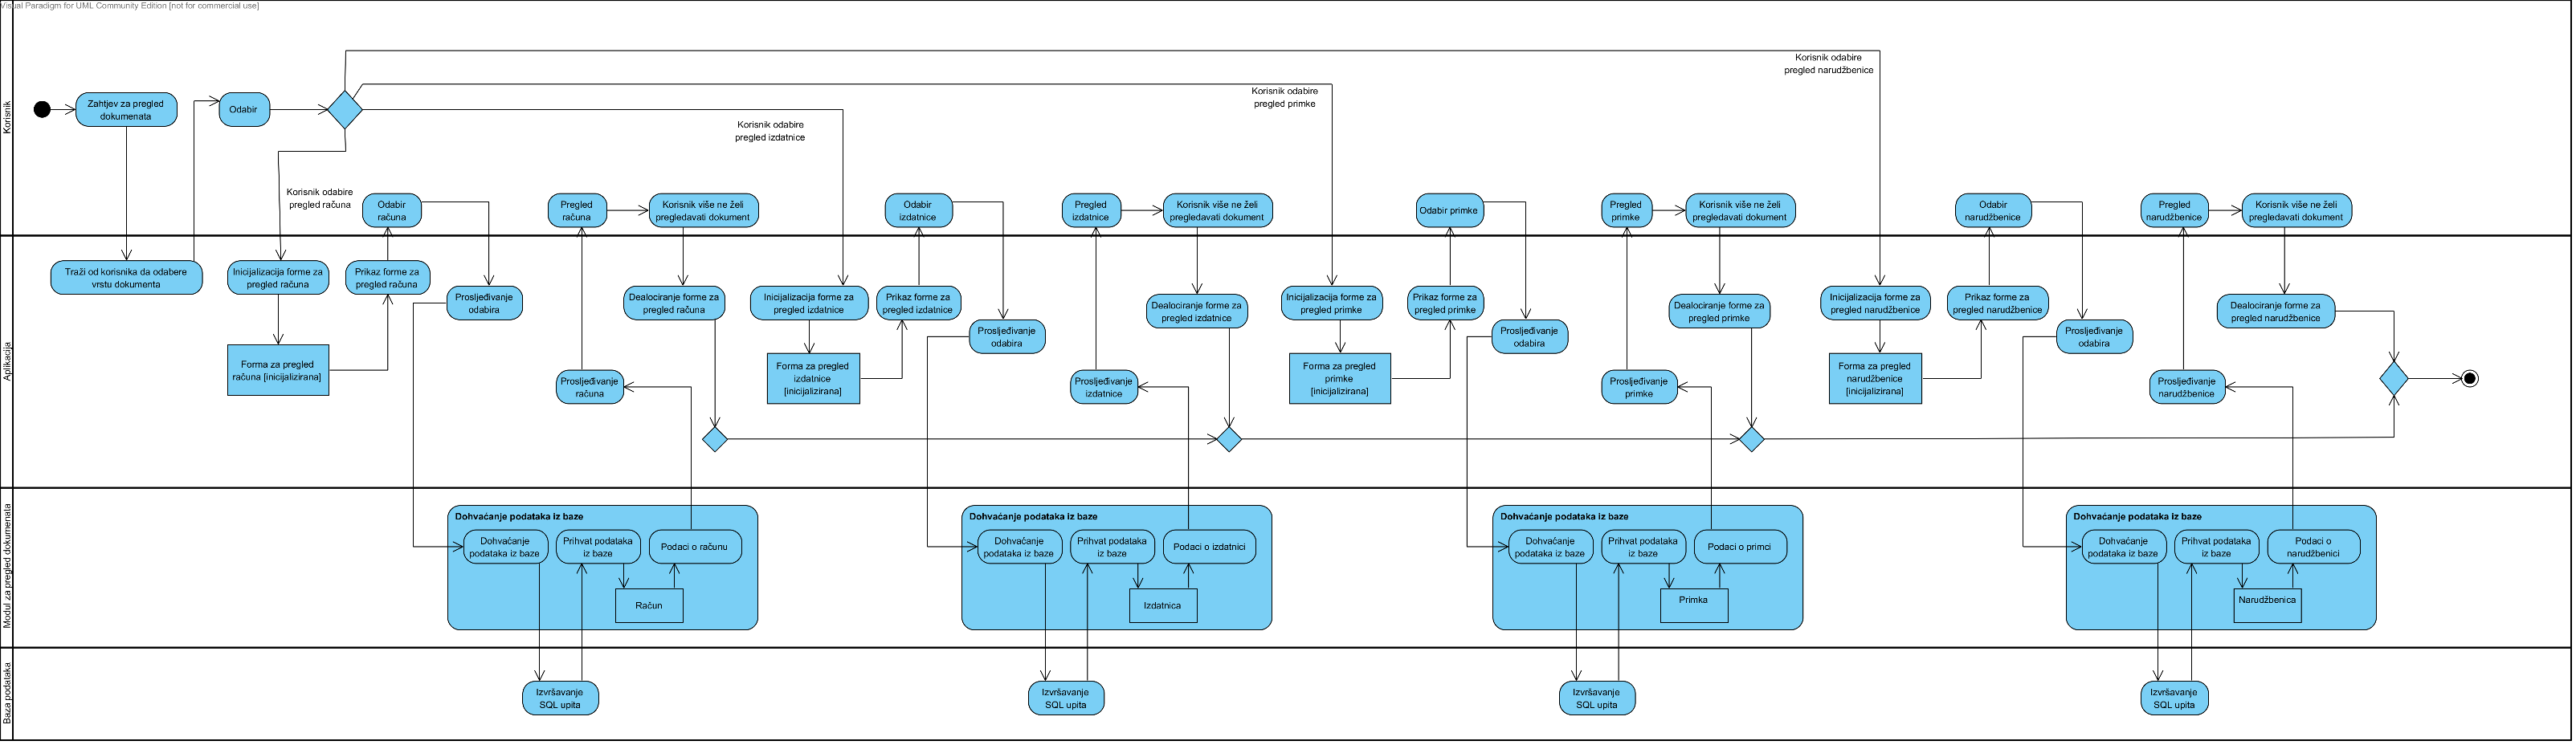 Visual Paradigm for UML Community Edition [not for commercial use]
Korisnik
Zahtjev za pregled
dokumenata
Odabir
Korisnik odabire
pregled narudžbenice
Korisnik odabire
pregled primke
Korisnik odabire
pregled izdatnice
Korisnik odabire
pregled računa
Odabir
računa
Pregled
računa
Korisnik više ne želi
pregledavati dokument
Odabir
izdatnice
Pregled
izdatnice
Korisnik više ne želi
pregledavati dokument
Odabir primke
Pregled
primke
Korisnik više ne želi
pregledavati dokument
Odabir
narudžbenice
Pregled
narudžbenice
Korisnik više ne želi
pregledavati dokument
Aplikacija
Traži od korisnika da odabere
vrstu dokumenta
Inicijalizacija forme za
pregled računa
Prikaz forme za
pregled računa
Prosljeđivanje
odabira
Forma za pregled
računa [inicijalizirana]
Prosljeđivanje
računa
Dealociranje forme za
pregled računa
Inicijalizacija forme za
pregled izdatnice
Prikaz forme za
pregled izdatnice
Prosljeđivanje
odabira
Forma za pregled
izdatnice
[inicijalizirana]
Prosljeđivanje
izdatnice
Dealociranje forme za
pregled izdatnice
Inicijalizacija forme za
pregled primke
Prikaz forme za
pregled primke
Prosljeđivanje
odabira
Forma za pregled
primke
[inicijalizirana]
Prosljeđivanje
primke
Dealociranje forme za
pregled primke
Inicijalizacija forme za
pregled narudžbenice
Prikaz forme za
pregled narudžbenice
Prosljeđivanje
odabira
Forma za pregled
narudžbenice
[inicijalizirana]
Prosljeđivanje
narudžbenice
Dealociranje forme za
pregled narudžbenice
Modul za pregled dokumenata
Dohvaćanje podataka iz baze
Dohvaćanje
podataka iz baze
Prihvat podataka
iz baze
Podaci o računu
Račun
Dohvaćanje podataka iz baze
Dohvaćanje
podataka iz baze
Prihvat podataka
iz baze
Podaci o izdatnici
Izdatnica
Dohvaćanje podataka iz baze
Dohvaćanje
podataka iz baze
Prihvat podataka
iz baze
Podaci o primci
Primka
Dohvaćanje podataka iz baze
Dohvaćanje
podataka iz baze
Prihvat podataka
iz baze
Podaci o
narudžbenici
Narudžbenica
Baza podataka
Izvršavanje
SQL upita
Izvršavanje
SQL upita
Izvršavanje
SQL upita
Izvršavanje
SQL upita